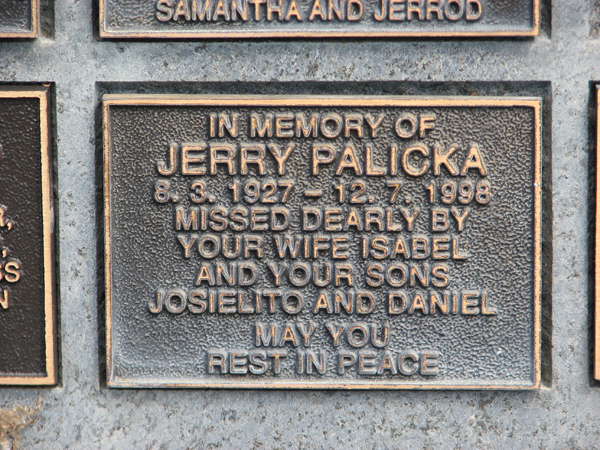 SAMANTHA AND JERROD
IN MEMORY OF
JERRY PALICKA
8. 3. 1927 – 12. 7. 1998
MISSED DEARLY BY
YOUR WIFE ISABEL
AND YOUR SONS
JOSIELITO AND DANIEL
MAY YOU
REST IN PEACE